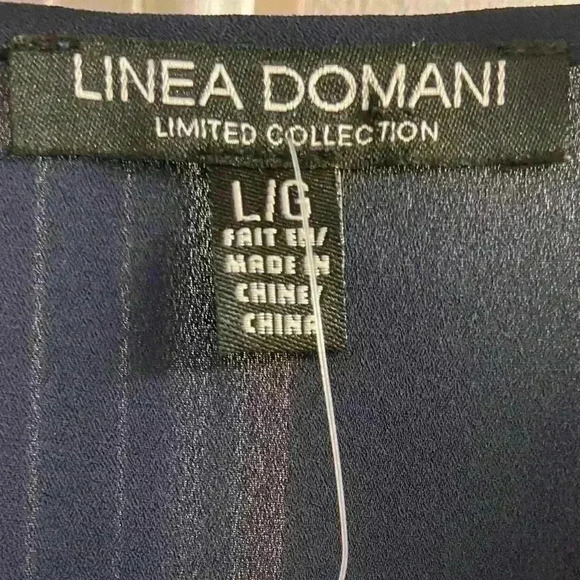 LINEA DOMANI
LIMITED COLLECTION
L/G
FAIT EN/
MADE IN
CHINE/
CHINA